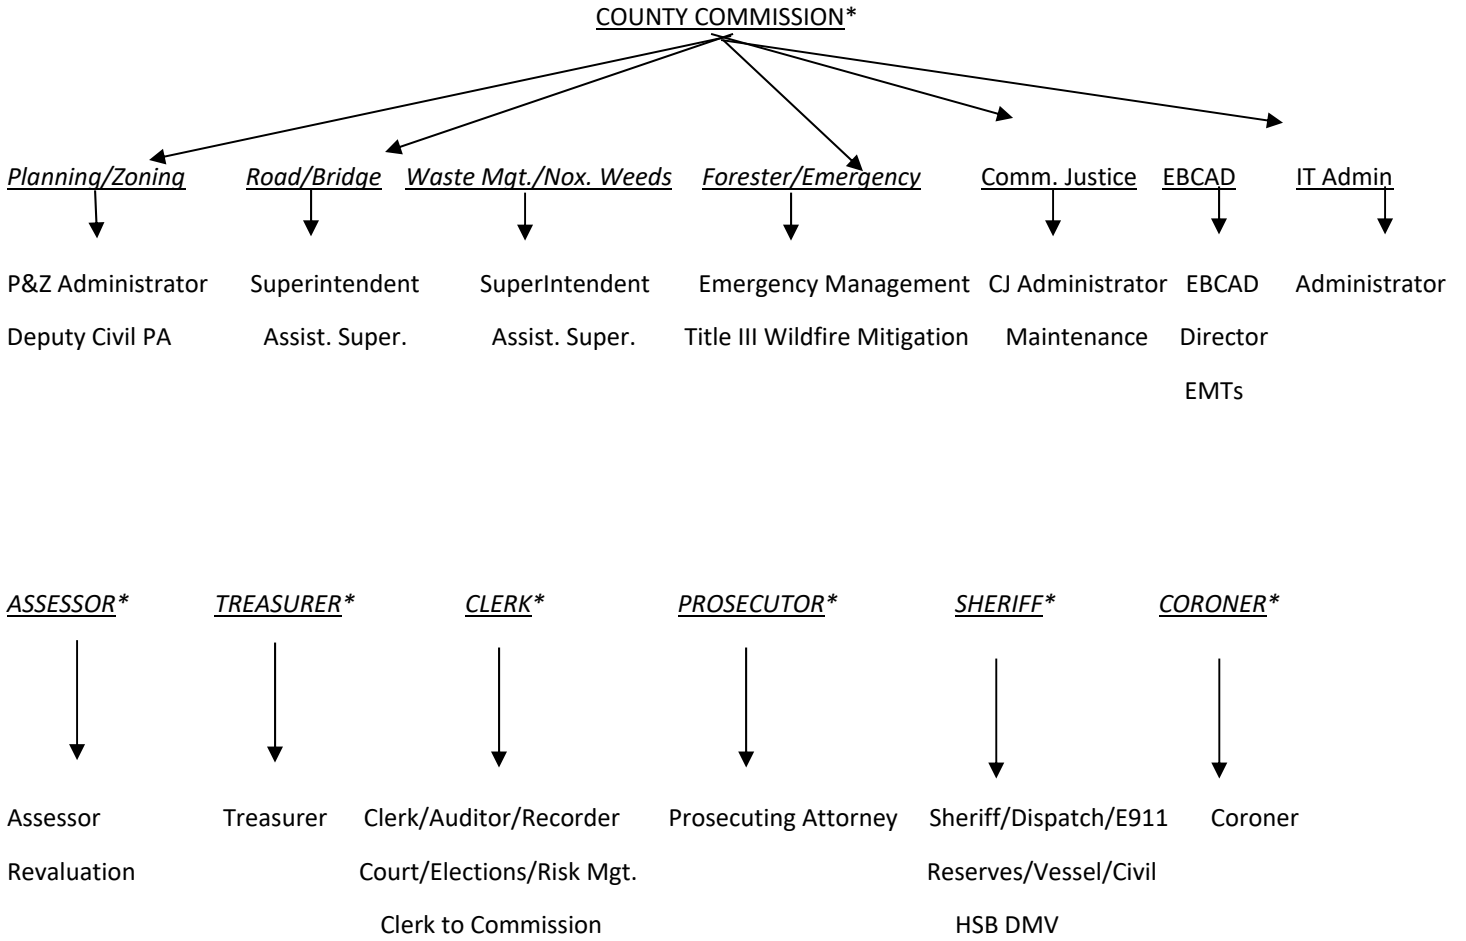 COUNTY COMMISSION*
Planning/Zoning Road/Bridge Waste Mgt./Nox. Weeds Forester/Emergency Comm. Justice EBCAD IT Admin
P&Z Administrator Superintendent SuperIntendent Emergency Management CJ Administrator EBCAD Administrator
Deputy Civil PA Assist. Super. Assist. Super. Title III Wildfire Mitigation Maintenance Director
EMTs
ASSESSOR* TREASURER* CLERK* PROSECUTOR* SHERIFF* CORONER*
Assessor Treasurer Clerk/Auditor/Recorder Prosecuting Attorney Sheriff/Dispatch/E911 Coroner
Revaluation Court/Elections/Risk Mgt. Reserves/Vessel/Civil
Clerk to Commission HSB DMV